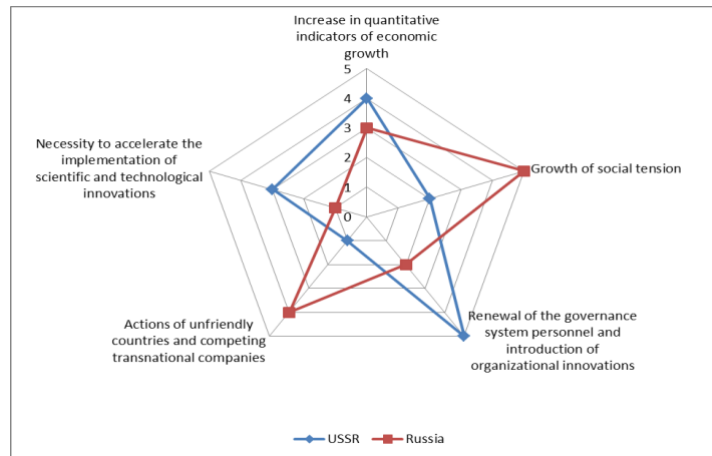 Increase in quantitative
indicators of economic
growth
5
4
3
2
1
0
Necessity to accelerate the
implementation of
scientific and technological
innovations
Growth of social tension
Actions of unfriendly
countries and competing
transnational companies
Renewal of the governance
system personnel and
introduction of
organizational innovations
USSR
Russia